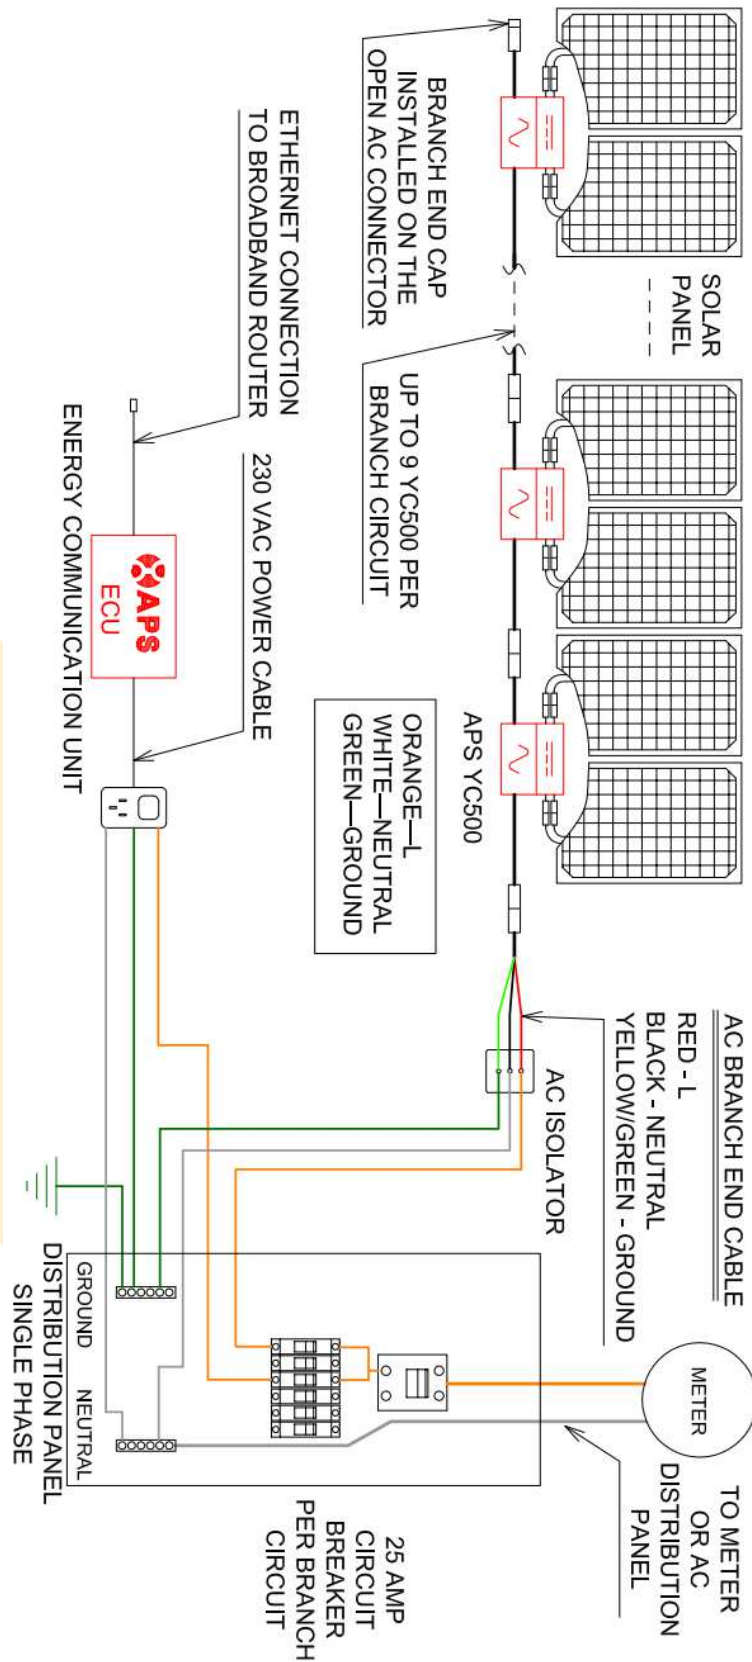 SOLAR
PANEL
BRANCH END CAP
INSTALLED ON THE
OPEN AC CONNECTOR
UP TO 9 YC500 PER
BRANCH CIRCUIT
APS YC500
AC BRANCH END CABLE
RED - L
BLACK - NEUTRAL
YELLOW/GREEN - GROUND
AC ISOLATOR
METER
TO METER
OR AC
DISTRIBUTION
PANEL
ETHERNET CONNECTION
TO BROADBAND ROUTER
230 VAC POWER CABLE
ORANGE—L
WHITE—NEUTRAL
GREEN—GROUND
APS
ECU
ENERGY COMMUNICATION UNIT
GROUND
NEUTRAL
DISTRIBUTION PANEL
SINGLE PHASE
25 AMP
CIRCUIT
BREAKER
PER BRANCH
CIRCUIT